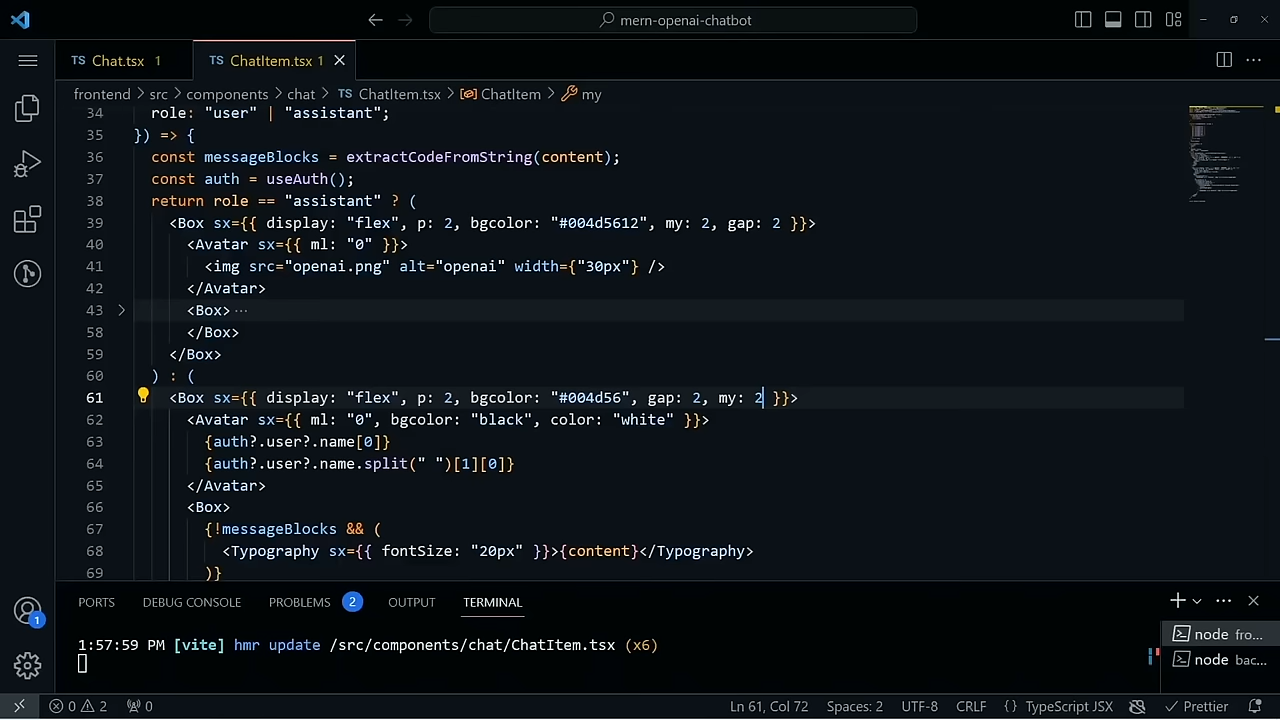 mern-openai-chatbot
TS Chat.tsx 1
TS ChatItem.tsx 1
frontend > src > components > chat > TS ChatItem.tsx > ChatItem > my
34 role: "user" | "assistant";
35 }) => {
36 const messageBlocks = extractCodeFromString(content);
37 const auth = useAuth();
38 return role == "assistant" ? (
39 <Box sx={{ display: "flex", p: 2, bgcolor: "#004d5612", my: 2, gap: 2 }}>
40 <Avatar sx={{ ml: "0" }}>
41 <img src="openai.png" alt="openai" width={"30px"} />
42 </Avatar>
43 <Box>···
58 </Box>
59 </Box>
60 ) : (
61 <Box sx={{ display: "flex", p: 2, bgcolor: "#004d56", gap: 2, my: 2 }}>
62 <Avatar sx={{ ml: "0", bgcolor: "black", color: "white" }}>
63 {auth?.user?.name[0]}
64 {auth?.user?.name.split(" ")[1][0]}
65 </Avatar>
66 <Box>
67 {!messageBlocks && (
68 <Typography sx={{ fontSize: "20px" }}>{content}</Typography>
69 )}
PORTS DEBUG CONSOLE PROBLEMS 2 OUTPUT TERMINAL
1:57:59 PM [vite] hmr update /src/components/chat/ChatItem.tsx (x6)
node fro...
node bac...
1
0 2 0 Ln 61, Col 72 Spaces: 2 UTF-8 CRLF {} TypeScript JSX Prettier